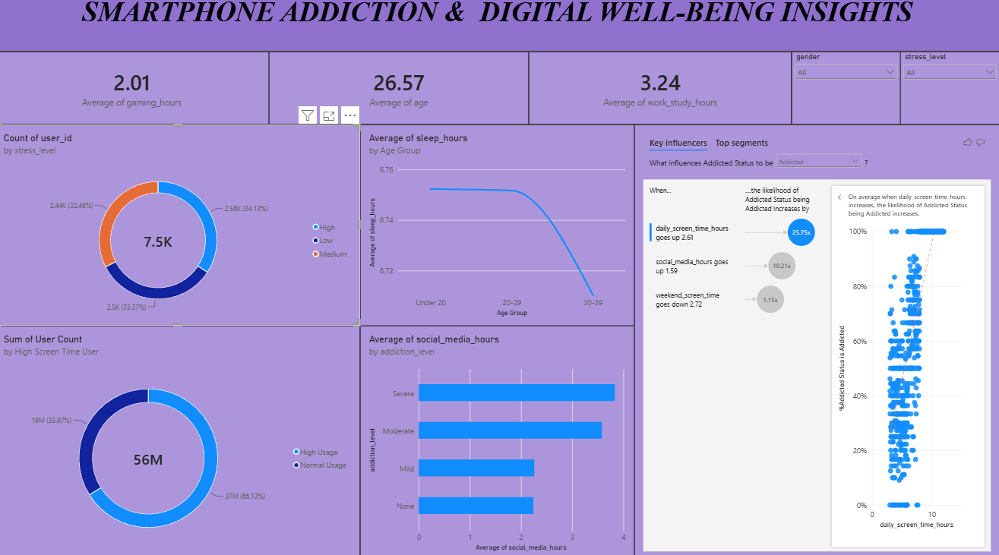 SMARTPHONE ADDICTION & DIGITAL WELL-BEING INSIGHTS
2.01
Average of gaming_hours
26.57
Average of age
3.24
Average of work_study_hours
gender
All
stress_level
All
Count of user_id
by stress_level
2.44K (32.49%)
2.56K (34.13%)
7.5K
2.5K (33.37%)
High
Low
Medium
Average of sleep_hours
by Age Group
Average of sleep_hours
6.76
6.74
6.72
Under 20
20-29
30-39
Age Group
Key influencers
Top segments
What influences Addicted Status to be
Addicted
?
When...
....the likelihood of
Addicted Status being
Addicted increases by
daily_screen_time_hours
goes up 2.61
25.75x
social_media_hours goes
up 1.59
10.21x
weekend_screen_time
goes down 2.72
1.15x
On average when daily_screen_time_hours
increases, the likelihood of Addicted Status
being Addicted increases.
%Addicted Status is Addicted
100%
80%
60%
40%
20%
0%
0
10
daily_screen_time_hours
Sum of User Count
by High Screen Time User
19M (33.87%)
56M
37M (66.13%)
High Usage
Normal Usage
Average of social_media_hours
by addiction_level
addiction_level
Severe
Moderate
Mild
None
0
1
2
3
4
Average of social_media_hours